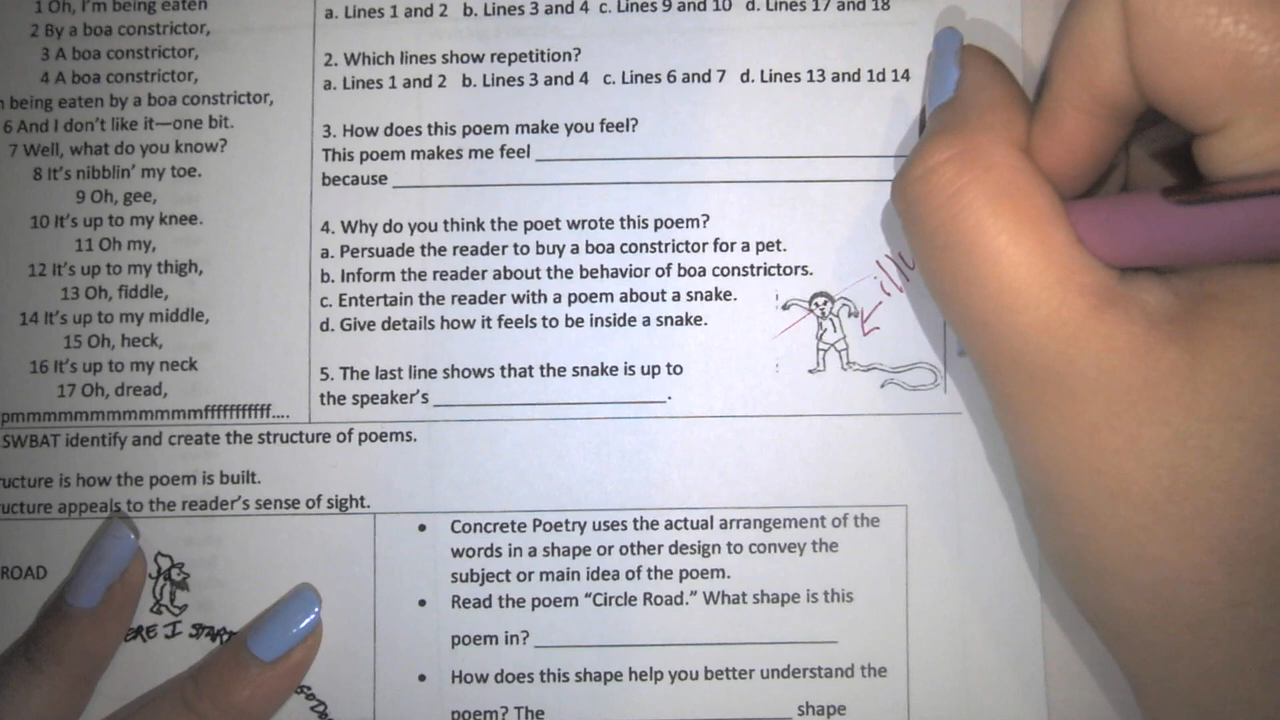 1 Oh, I'm being eaten
2 By a boa constrictor,
3 A boa constrictor,
4 A boa constrictor,
being eaten by a boa constrictor,
6 And I don't like it—one bit.
7 Well, what do you know?
8 It's nibblin' my toe.
9 Oh, gee,
10 It's up to my knee.
11 Oh my,
12 It's up to my thigh,
13 Oh, fiddle,
14 It's up to my middle,
15 Oh, heck,
16 It's up to my neck
17 Oh, dread,
pmmmmmmmmmmmmffffffffffff....
a. Lines 1 and 2 b. Lines 3 and 4 c. Lines 9 and 10 d. Lines 17 and 18
2. Which lines show repetition?
a. Lines 1 and 2 b. Lines 3 and 4 c. Lines 6 and 7 d. Lines 13 and 1d 14
3. How does this poem make you feel?
This poem makes me feel
because
4. Why do you think the poet wrote this poem?
a. Persuade the reader to buy a boa constrictor for a pet.
b. Inform the reader about the behavior of boa constrictors.
c. Entertain the reader with a poem about a snake.
d. Give details how it feels to be inside a snake.
5. The last line shows that the snake is up to
the speaker's .
SWBAT identify and create the structure of poems.
ructure is how the poem is built.
ucture appeals to the reader's sense of sight.
ROAD
ERE I START
GO DO
• Concrete Poetry uses the actual arrangement of the
words in a shape or other design to convey the
subject or main idea of the poem.
• Read the poem "Circle Road." What shape is this
poem in?
• How does this shape help you better understand the
poem? The shape